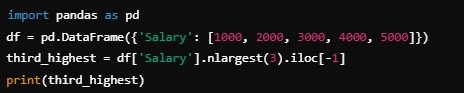 import pandas as pd
df = pd.DataFrame({'Salary': [1000, 2000, 3000, 4000, 5000]})
third_highest = df['Salary'].nlargest(3).iloc[-1]
print(third_highest)